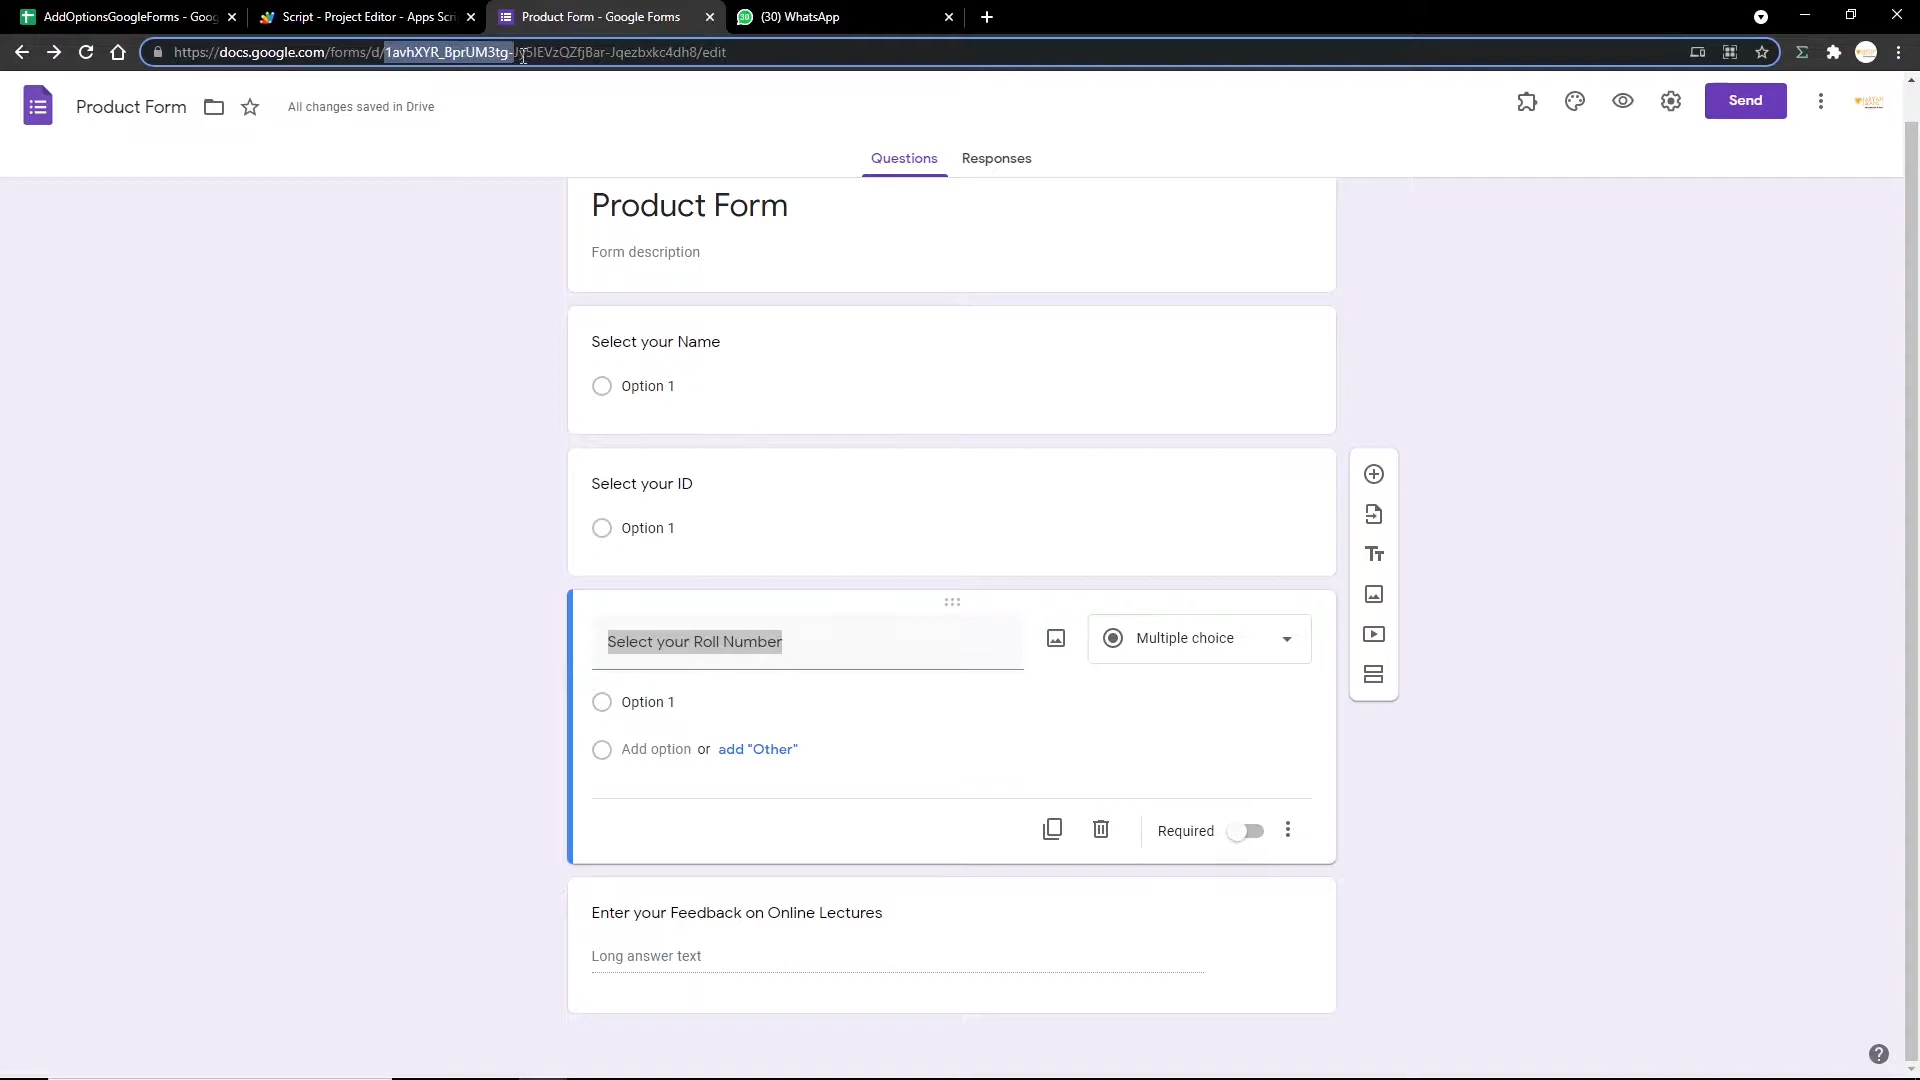 AddOptionsGoogleForms - Goog
Script - Project Editor - Apps Scri
Product Form - Google Forms
(30) WhatsApp
https://docs.google.com/forms/d/1avhXYR_BprUM3tg-
Product Form
All changes saved in Drive
Send
Questions
Responses
Product Form
Form description
Select your Name
Option 1
Select your ID
Option 1
Select your Roll Number
Multiple choice
Option 1
Add option or add "Other"
Required
Enter your Feedback on Online Lectures
Long answer text